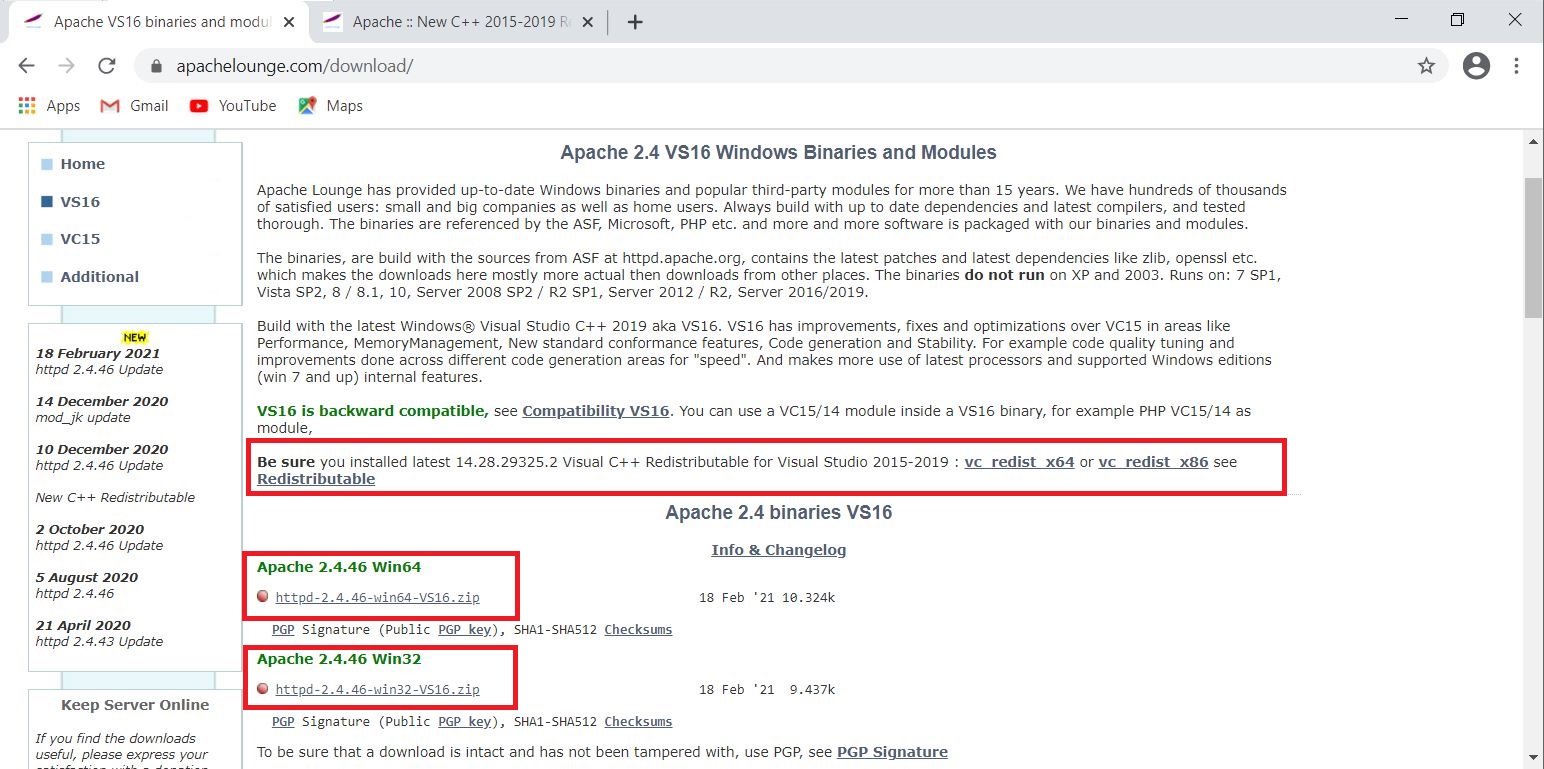 Apache VS16 binaries and modul
Apache :: New C++ 2015-2019 R
apachelounge.com/download/
Apps
Gmail
YouTube
Maps
Home
VS16
VC15
Additional
NEW
18 February 2021
httpd 2.4.46 Update
14 December 2020
mod_jk update
10 December 2020
httpd 2.4.46 Update
New C++ Redistributable
2 October 2020
httpd 2.4.46 Update
5 August 2020
httpd 2.4.46
21 April 2020
httpd 2.4.43 Update
Keep Server Online
If you find the downloads
useful, please express your
satisfaction with a donation
Apache 2.4 VS16 Windows Binaries and Modules
Apache Lounge has provided up-to-date Windows binaries and popular third-party modules for more than 15 years. We have hundreds of thousands
of satisfied users: small and big companies as well as home users. Always build with up to date dependencies and latest compilers, and tested
thorough. The binaries are referenced by the ASF, Microsoft, PHP etc. and more and more software is packaged with our binaries and modules.
The binaries, are build with the sources from ASF at httpd.apache.org, contains the latest patches and latest dependencies like zlib, openssl etc.
which makes the downloads here mostly more actual then downloads from other places. The binaries do not run on XP and 2003. Runs on: 7 SP1,
Vista SP2, 8 / 8.1, 10, Server 2008 SP2 / R2 SP1, Server 2012 / R2, Server 2016/2019.
Build with the latest Windows® Visual Studio C++ 2019 aka VS16. VS16 has improvements, fixes and optimizations over VC15 in areas like
Performance, MemoryManagement, New standard conformance features, Code generation and Stability. For example code quality tuning and
improvements done across different code generation areas for "speed". And makes more use of latest processors and supported Windows editions
(win 7 and up) internal features.
VS16 is backward compatible, see Compatibility VS16. You can use a VC15/14 module inside a VS16 binary, for example PHP VC15/14 as
module,
Be sure you installed latest 14.28.29325.2 Visual C++ Redistributable for Visual Studio 2015-2019 : vc_redist_x64 or vc_redist_x86 see
Redistributable
Apache 2.4 binaries VS16
Info & Changelog
Apache 2.4.46 Win64
httpd-2.4.46-win64-VS16.zip 18 Feb '21 10.324k
PGP Signature (Public PGP key), SHA1-SHA512 Checksums
Apache 2.4.46 Win32
httpd-2.4.46-win32-VS16.zip 18 Feb '21 9.437k
PGP Signature (Public PGP key), SHA1-SHA512 Checksums
To be sure that a download is intact and has not been tampered with, use PGP, see PGP Signature